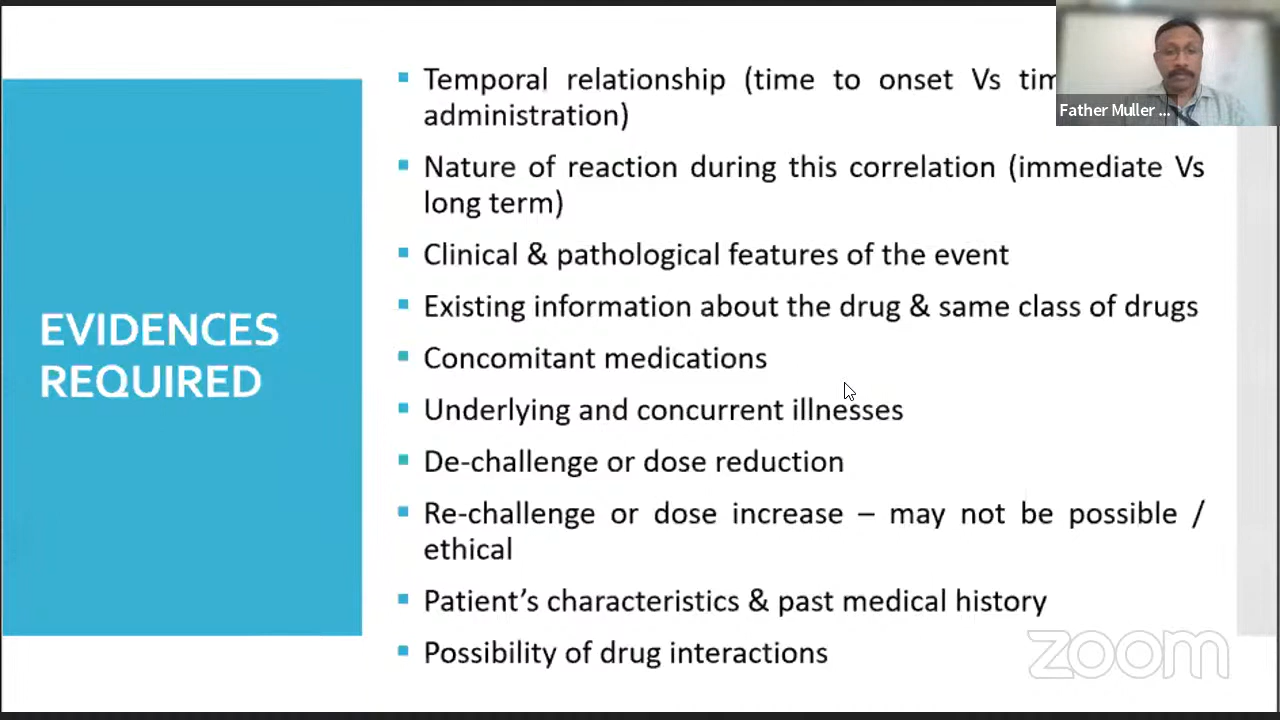 EVIDENCES
REQUIRED
Temporal relationship (time to onset Vs
administration)
Nature of reaction during this correlation (immediate Vs
long term)
Clinical & pathological features of the event
Existing information about the drug & same class of drugs
Concomitant medications
Underlying and concurrent illnesses
De-challenge or dose reduction
Re-challenge or dose increase – may not be possible /
ethical
Patient's characteristics & past medical history
Possibility of drug interactions
Father Muller ...
zoom